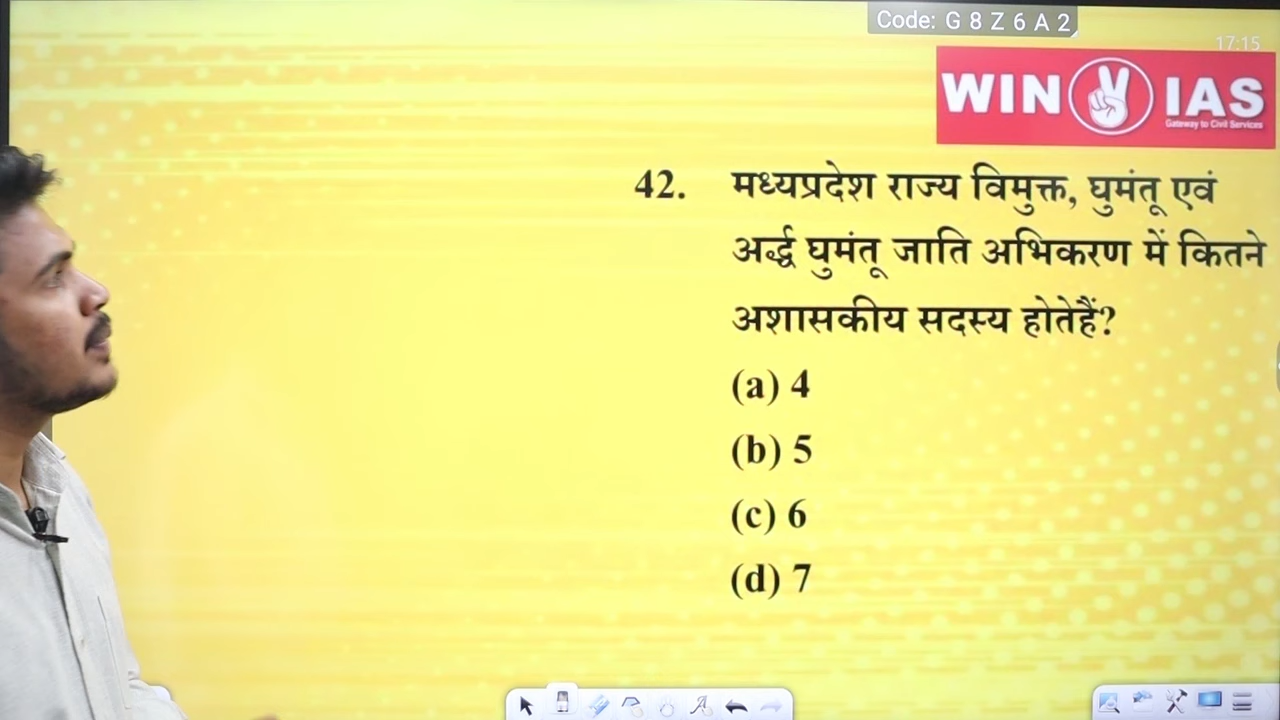 Code: G 8 Z 6 A 2
17:15
WIN IAS
Gateway to Civil Services
42. मध्यप्रदेश राज्य विमुक्त, घुमंतू एवं
अर्द्ध घुमंतू जाति अभिकरण में कितने
अशासकीय सदस्य होतेहैं?
(a) 4
(b) 5
(c) 6
(d) 7